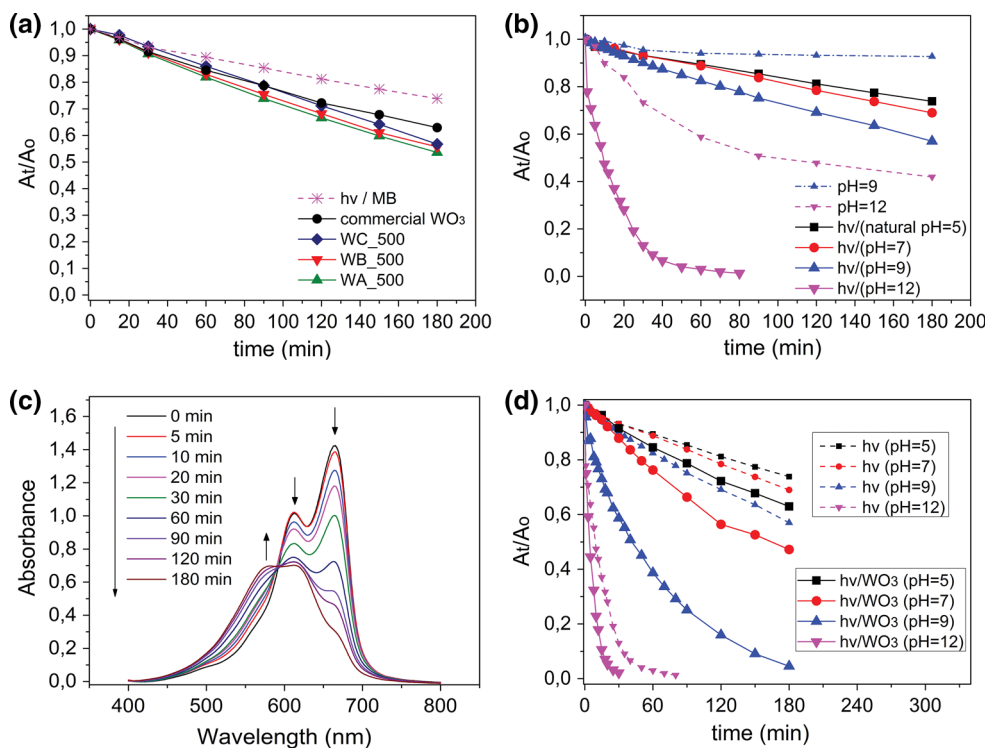 (a)
At/Ao
1,0
0,9
0,8
0,7
0,6
0,5
0,4
0,3
0,2
0,1
0,0
hν / MB
commercial WO₃
WC_500
WB_500
WA_500
0 20 40 60 80 100 120 140 160 180 200
time (min)
(b)
At/Ao
1,0
0,8
0,6
0,4
0,2
0,0
pH=9
pH=12
hν/(natural pH=5)
hν/(pH=7)
hν/(pH=9)
hν/(pH=12)
0 20 40 60 80 100 120 140 160 180 200
time (min)
(c)
Absorbance
1,6
1,4
1,2
1,0
0,8
0,6
0,4
0,2
0,0
0 min
5 min
10 min
20 min
30 min
60 min
90 min
120 min
180 min
400 500 600 700 800
Wavelength (nm)
(d)
At/Ao
1,0
0,8
0,6
0,4
0,2
0,0
hν (pH=5)
hν (pH=7)
hν (pH=9)
hν (pH=12)
hν/WO₃ (pH=5)
hν/WO₃ (pH=7)
hν/WO₃ (pH=9)
hν/WO₃ (pH=12)
0 60 120 180 240 300
time (min)